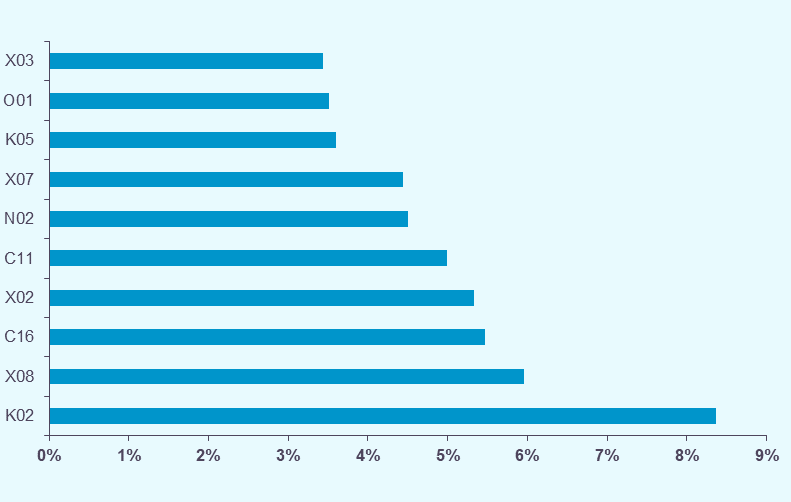 X03
O01
K05
X07
N02
C11
X02
C16
X08
K02
0% 1% 2% 3% 4% 5% 6% 7% 8% 9%